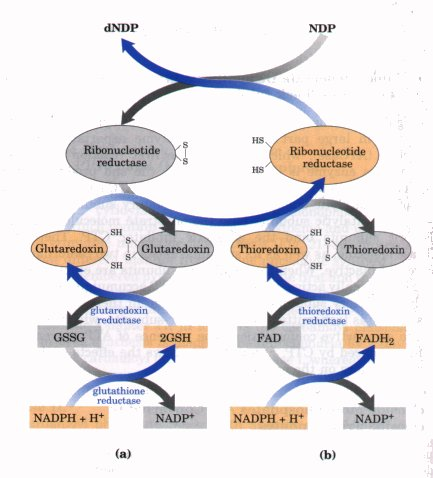 dNDP NDP
Ribonucleotide
reductase
S
S
HS
HS
Ribonucleotide
reductase
Glutaredoxin
SH
SH
S
S
Glutaredoxin
Thioredoxin
SH
SH
S
S
Thioredoxin
glutaredoxin
reductase
thioredoxin
reductase
GSSG 2GSH FAD FADH₂
glutathione
reductase
NADPH + H⁺ NADP⁺ NADPH + H⁺ NADP⁺
(a) (b)